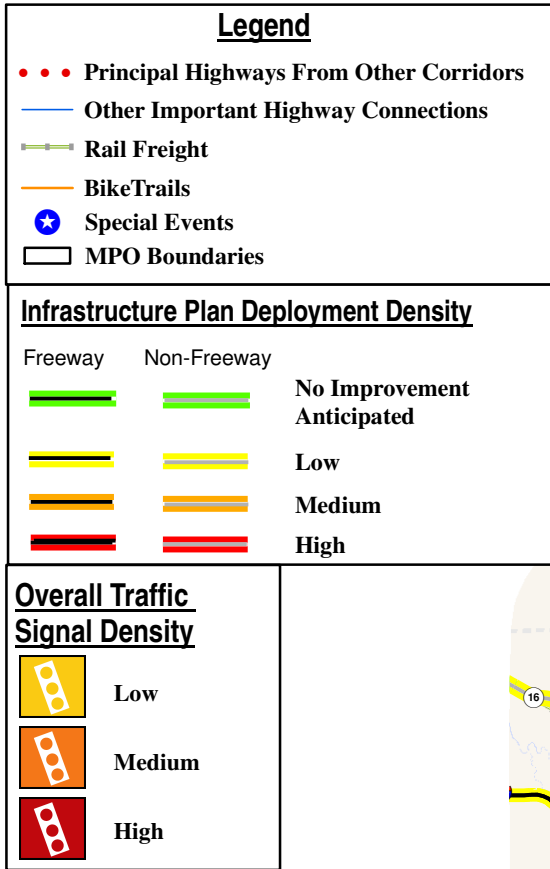 Legend
Principal Highways From Other Corridors
Other Important Highway Connections
Rail Freight
BikeTrails
Special Events
MPO Boundaries
Infrastructure Plan Deployment Density
Freeway Non-Freeway
No Improvement
Anticipated
Low
Medium
High
Overall Traffic
Signal Density
Low
Medium
High
16